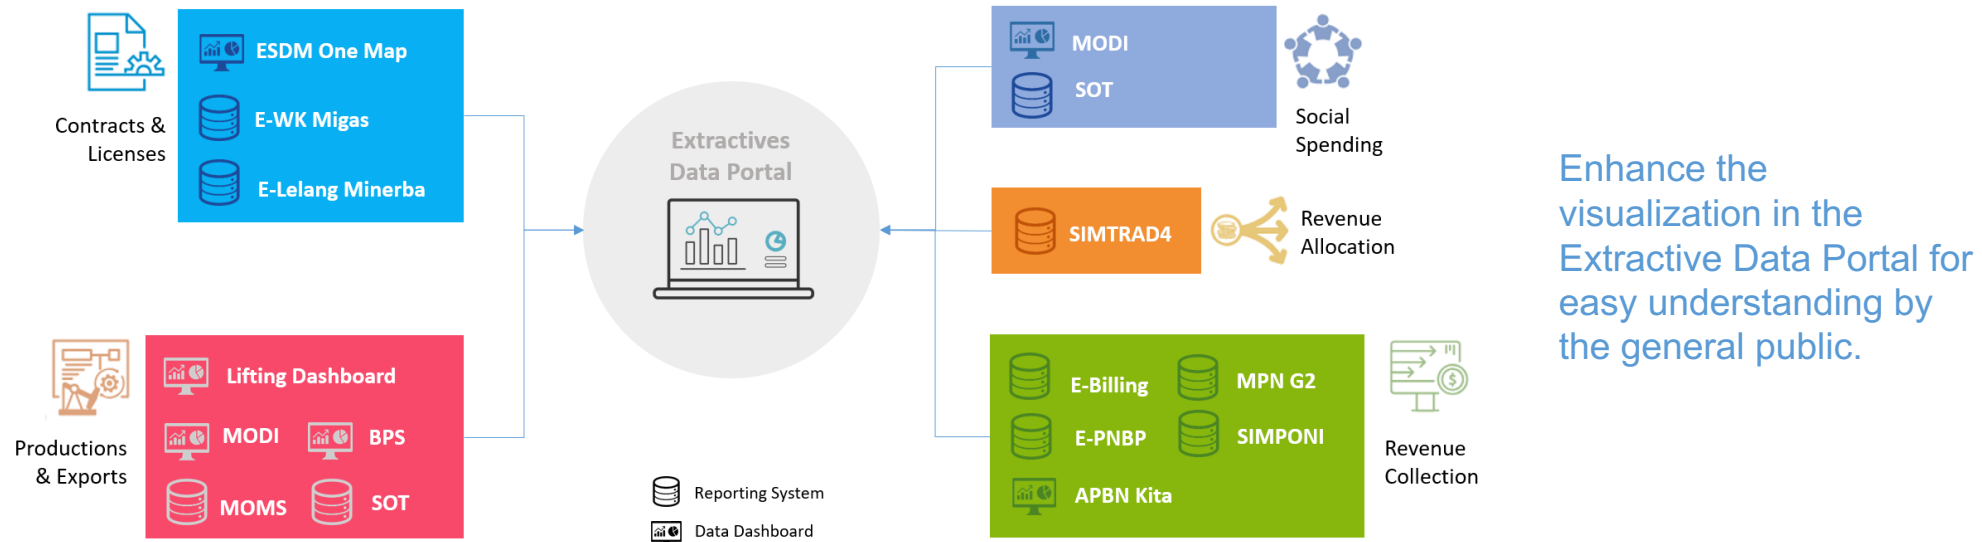 Contracts &
Licenses
ESDM One Map
E-WK Migas
E-Lelang Minerba
Productions
& Exports
Lifting Dashboard
MODI
BPS
MOMS
SOT
Extractives
Data Portal
Reporting System
Data Dashboard
MODI
SOT
Social
Spending
SIMTRAD4
Revenue
Allocation
E-Billing
MPN G2
E-PNBP
SIMPONI
APBN Kita
Revenue
Collection
Enhance the
visualization in the
Extractive Data Portal for
easy understanding by
the general public.